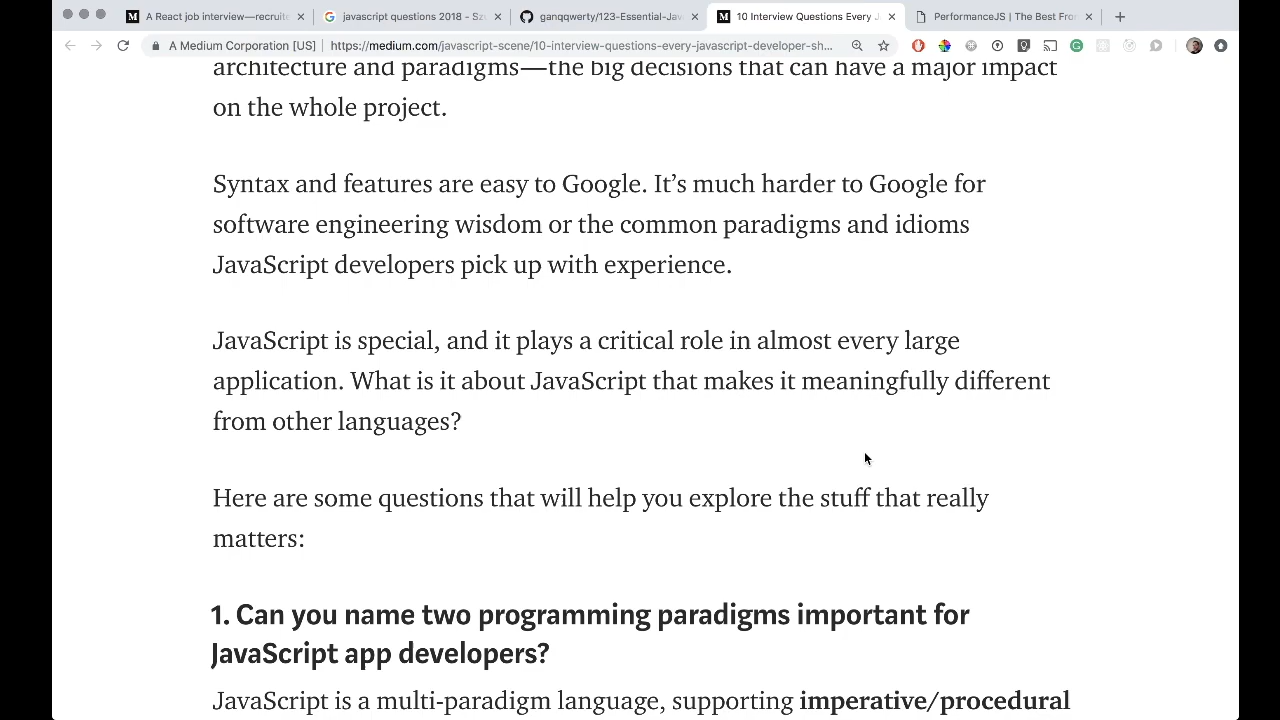 A React job interview—recruite
javascript questions 2018 - Szu
ganqqwerty/123-Essential-Jav
10 Interview Questions Every J
PerformanceJS | The Best Fron
A Medium Corporation [US]
https://medium.com/javascript-scene/10-interview-questions-every-javascript-developer-sh...
architecture and paradigms—the big decisions that can have a major impact
on the whole project.
Syntax and features are easy to Google. It’s much harder to Google for
software engineering wisdom or the common paradigms and idioms
JavaScript developers pick up with experience.
JavaScript is special, and it plays a critical role in almost every large
application. What is it about JavaScript that makes it meaningfully different
from other languages?
Here are some questions that will help you explore the stuff that really
matters:
1. Can you name two programming paradigms important for
JavaScript app developers?
JavaScript is a multi-paradigm language, supporting imperative/procedural